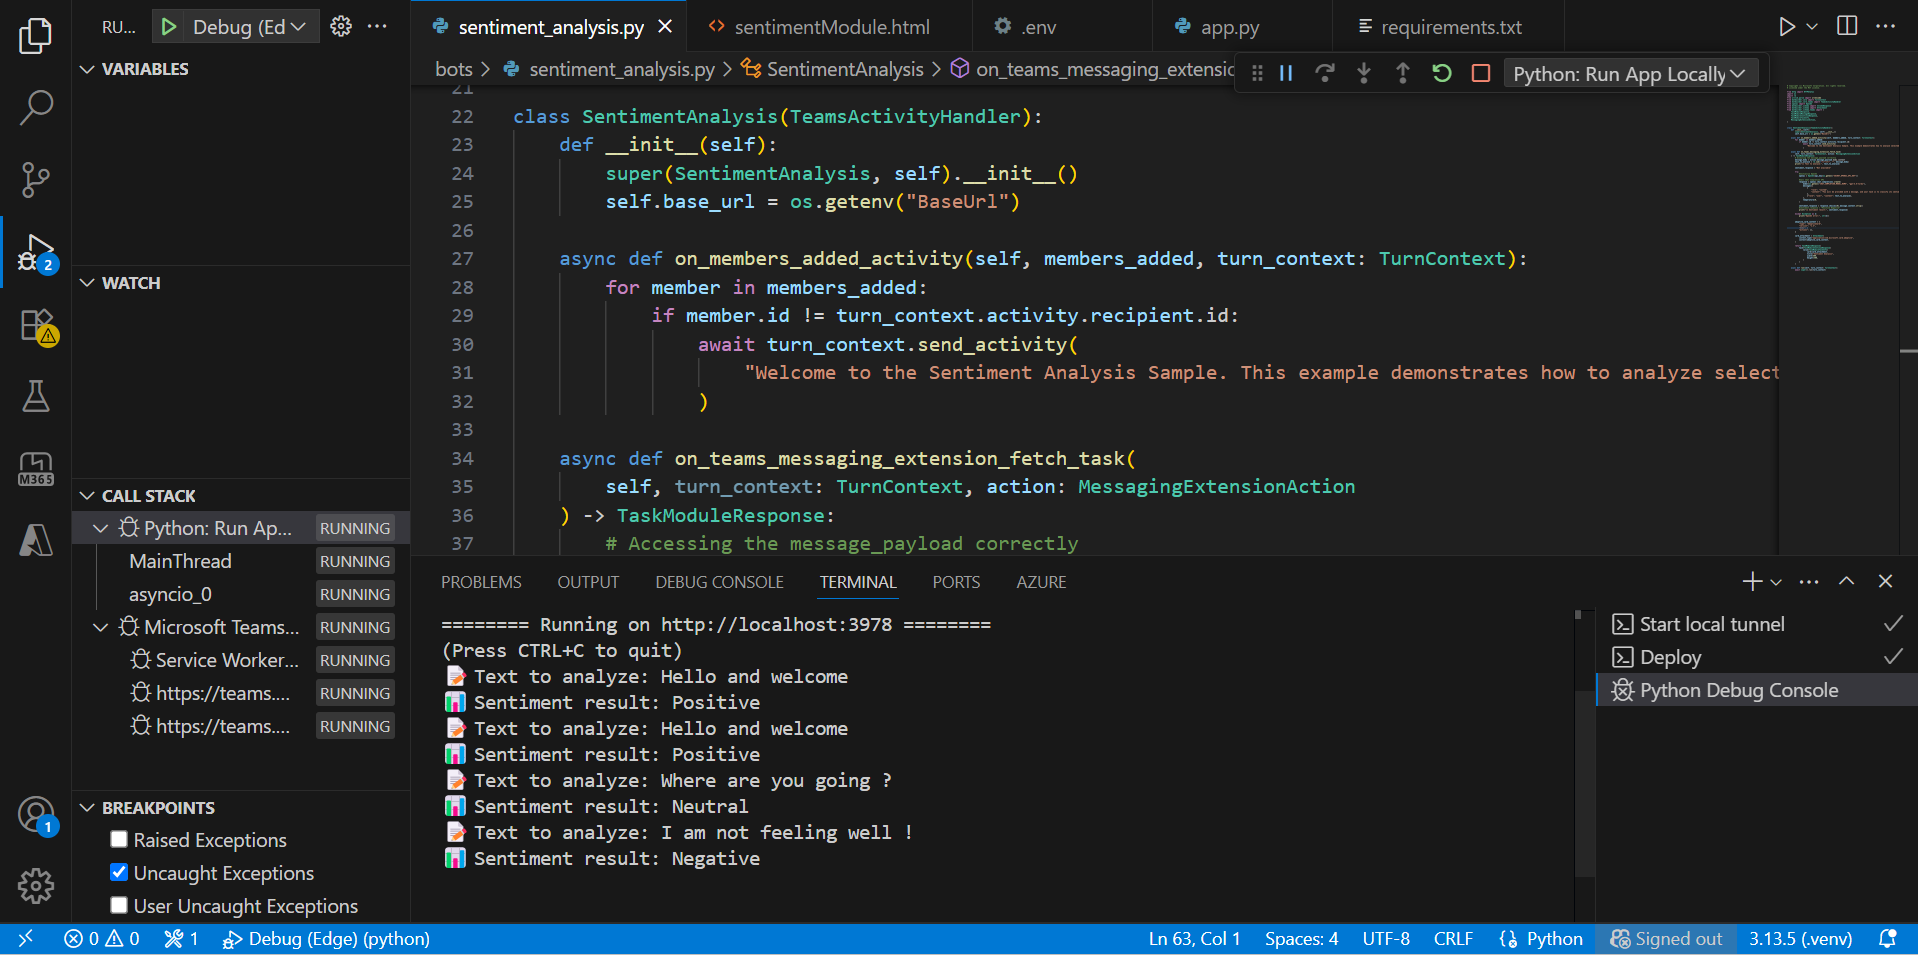 RU...
Debug (Ed
sentiment_analysis.py
sentimentModule.html
.env
app.py
requirements.txt
bots > sentiment_analysis.py > SentimentAnalysis > on_teams_messaging_extensio
Python: Run App Locally
VARIABLES
WATCH
CALL STACK
Python: Run Ap... RUNNING
MainThread RUNNING
asyncio_0 RUNNING
Microsoft Teams... RUNNING
Service Worker... RUNNING
https://teams.... RUNNING
https://teams.... RUNNING
BREAKPOINTS
Raised Exceptions
Uncaught Exceptions
User Uncaught Exceptions
2
M365
1
21
22 class SentimentAnalysis(TeamsActivityHandler):
23 def __init__(self):
24 super(SentimentAnalysis, self).__init__()
25 self.base_url = os.getenv("BaseUrl")
26
27 async def on_members_added_activity(self, members_added, turn_context: TurnContext):
28 for member in members_added:
29 if member.id != turn_context.activity.recipient.id:
30 await turn_context.send_activity(
31 "Welcome to the Sentiment Analysis Sample. This example demonstrates how to analyze select
32 )
33
34 async def on_teams_messaging_extension_fetch_task(
35 self, turn_context: TurnContext, action: MessagingExtensionAction
36 ) -> TaskModuleResponse:
37 # Accessing the message_payload correctly
PROBLEMS OUTPUT DEBUG CONSOLE TERMINAL PORTS AZURE
======== Running on http://localhost:3978 ========
(Press CTRL+C to quit)
📝 Text to analyze: Hello and welcome
📊 Sentiment result: Positive
📝 Text to analyze: Hello and welcome
📊 Sentiment result: Positive
📝 Text to analyze: Where are you going ?
📊 Sentiment result: Neutral
📝 Text to analyze: I am not feeling well !
📊 Sentiment result: Negative
Start local tunnel
Deploy
Python Debug Console
0 0 1 Debug (Edge) (python)
Ln 63, Col 1 Spaces: 4 UTF-8 CRLF Python Signed out 3.13.5 (.venv)